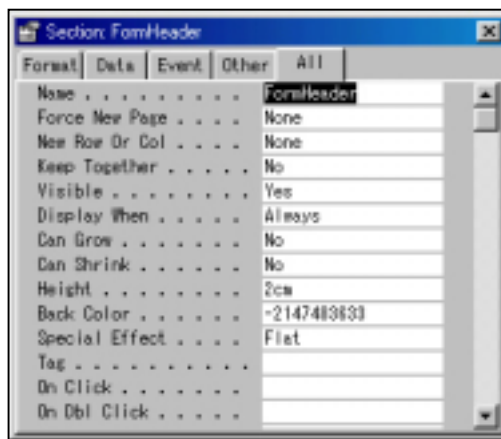 Section: FormHeader
Format Data Event Other All
Name . . . . . . . . . FormHeader
Force New Page . . . . None
New Row Or Col . . . . None
Keep Together . . . . . No
Visible . . . . . . . . Yes
Display When . . . . . Always
Can Grow . . . . . . . No
Can Shrink . . . . . . No
Height . . . . . . . . 2cm
Back Color . . . . . . -2147483633
Special Effect . . . . Flat
Tag . . . . . . . . . .
On Click . . . . . . .
On Dbl Click . . . . .